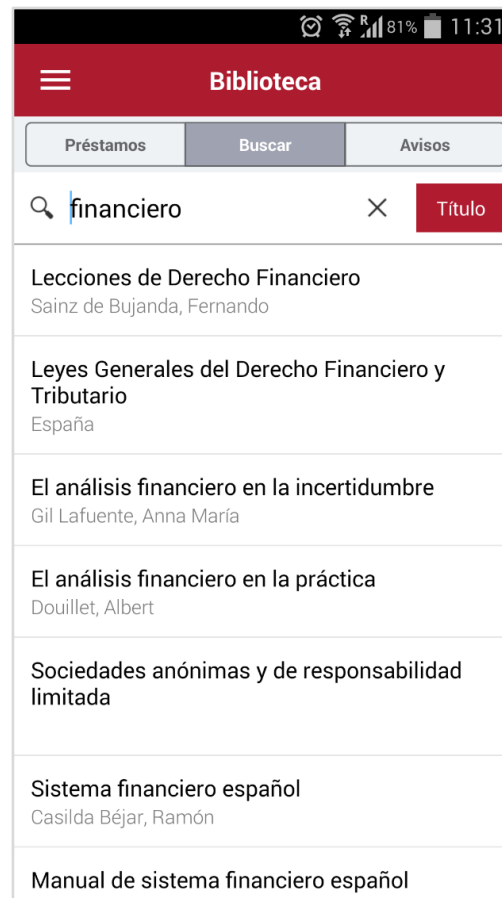 R 81% 11:31
Biblioteca
Préstamos Buscar Avisos
financiero Título
Lecciones de Derecho Financiero
Sainz de Bujanda, Fernando
Leyes Generales del Derecho Financiero y
Tributario
España
El análisis financiero en la incertidumbre
Gil Lafuente, Anna María
El análisis financiero en la práctica
Douillet, Albert
Sociedades anónimas y de responsabilidad
limitada
Sistema financiero español
Casilda Béjar, Ramón
Manual de sistema financiero español